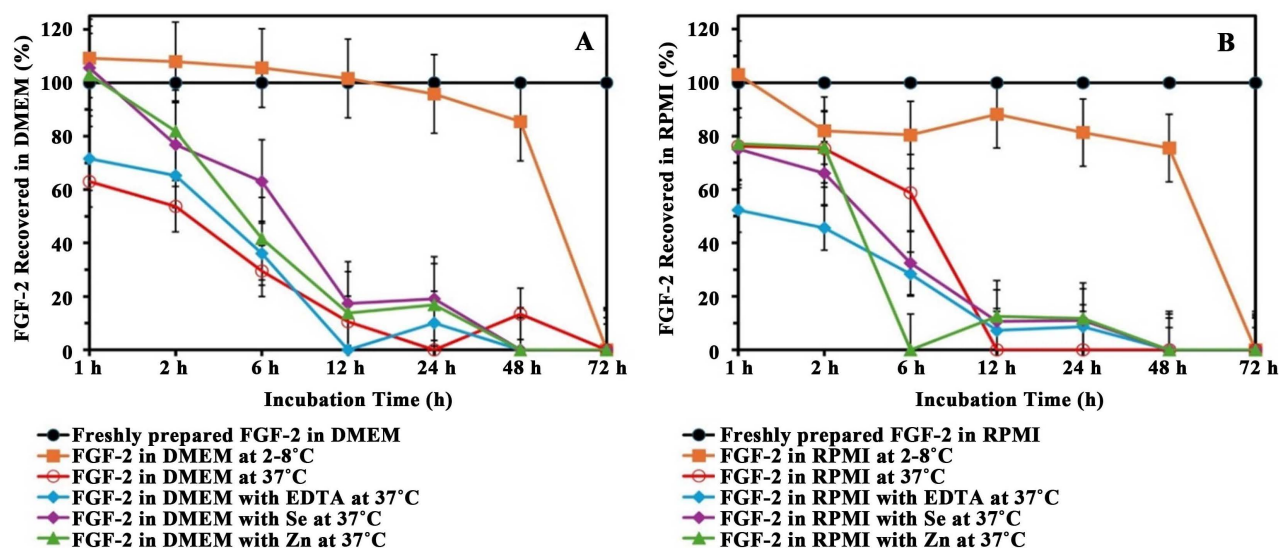 A
FGF-2 Recovered in DMEM (%)
120
100
80
60
40
20
0
1 h 2 h 6 h 12 h 24 h 48 h 72 h
Incubation Time (h)
Freshly prepared FGF-2 in DMEM
FGF-2 in DMEM at 2-8°C
FGF-2 in DMEM at 37°C
FGF-2 in DMEM with EDTA at 37°C
FGF-2 in DMEM with Se at 37°C
FGF-2 in DMEM with Zn at 37°C
B
FGF-2 Recovered in RPMI (%)
120
100
80
60
40
20
0
1 h 2 h 6 h 12 h 24 h 48 h 72 h
Incubation Time (h)
Freshly prepared FGF-2 in RPMI
FGF-2 in RPMI at 2-8°C
FGF-2 in RPMI at 37°C
FGF-2 in RPMI with EDTA at 37°C
FGF-2 in RPMI with Se at 37°C
FGF-2 in RPMI with Zn at 37°C